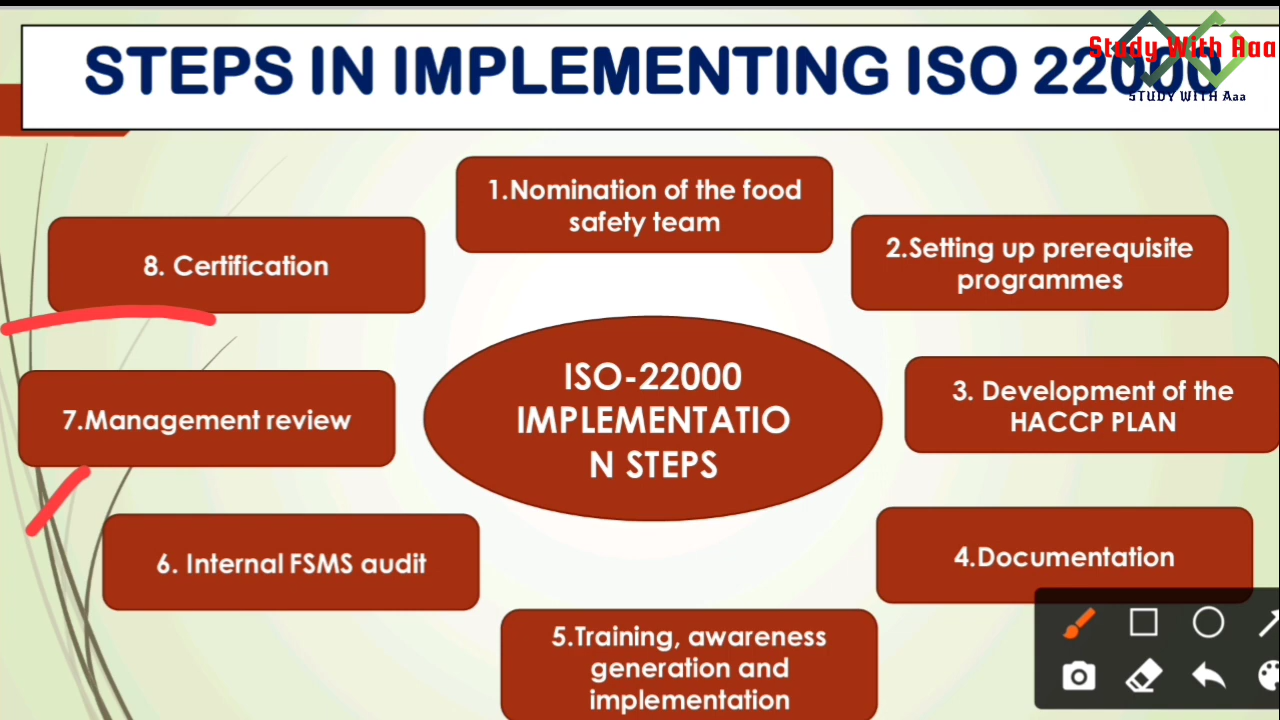 STEPS IN IMPLEMENTING ISO 22000
Study With Aaa
STUDY WITH Aaa
1.Nomination of the food
safety team
2.Setting up prerequisite
programmes
3. Development of the
HACCP PLAN
4.Documentation
5.Training, awareness
generation and
implementation
6. Internal FSMS audit
7.Management review
8. Certification
ISO-22000
IMPLEMENTATIO
N STEPS